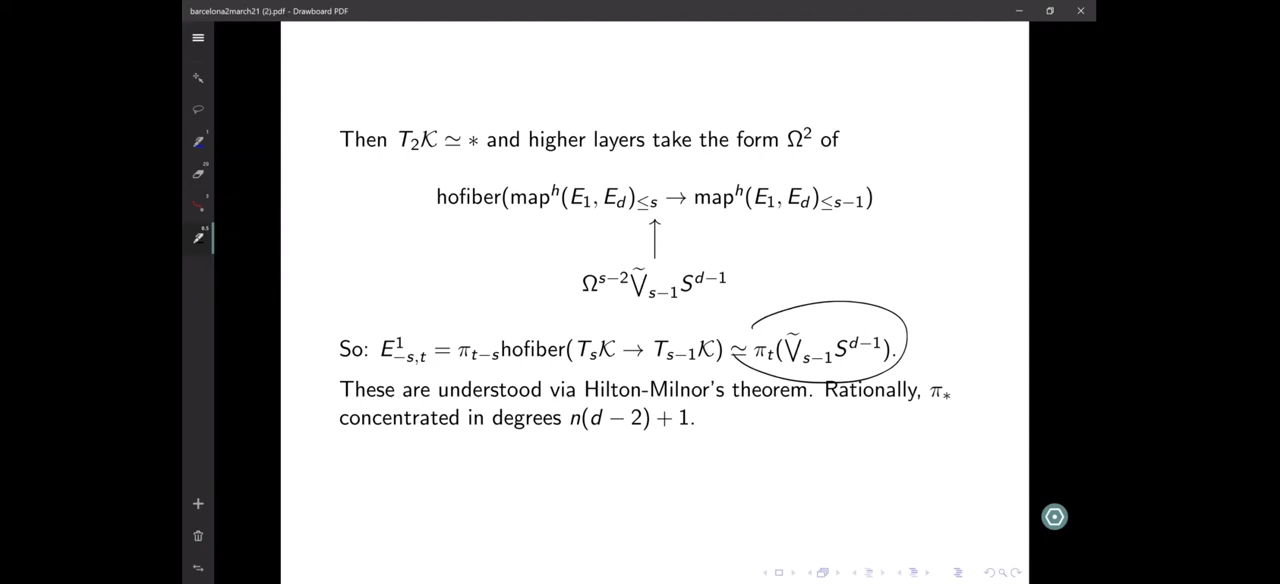 barcelona2march21 (2).pdf - Drawboard PDF
Then T₂𝒦 ≃ ∗ and higher layers take the form Ω² of
hofiber(mapʰ(E₁, E_d)_{≤s} → mapʰ(E₁, E_d)_{≤s−1})
↑
Ω^{s−2} \widetilde{⋁}_{s−1} S^{d−1}
So: E¹_{−s,t} = π_{t−s}hofiber(T_s𝒦 → T_{s−1}𝒦) ≃ π_t(\widetilde{⋁}_{s−1} S^{d−1}).
These are understood via Hilton-Milnor's theorem. Rationally, π_∗
concentrated in degrees n(d − 2) + 1.